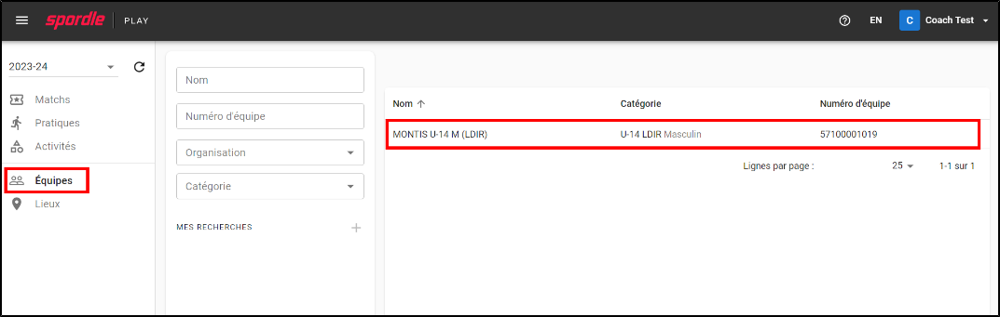 spordle PLAY EN C Coach Test
2023-24
Matchs
Pratiques
Activités
Équipes
Lieux
Nom
Numéro d'équipe
Organisation
Catégorie
MES RECHERCHES
Nom Catégorie Numéro d'équipe
MONTIS U-14 M (LDIR) U-14 LDIR Masculin 57100001019
Lignes par page : 25 1-1 sur 1